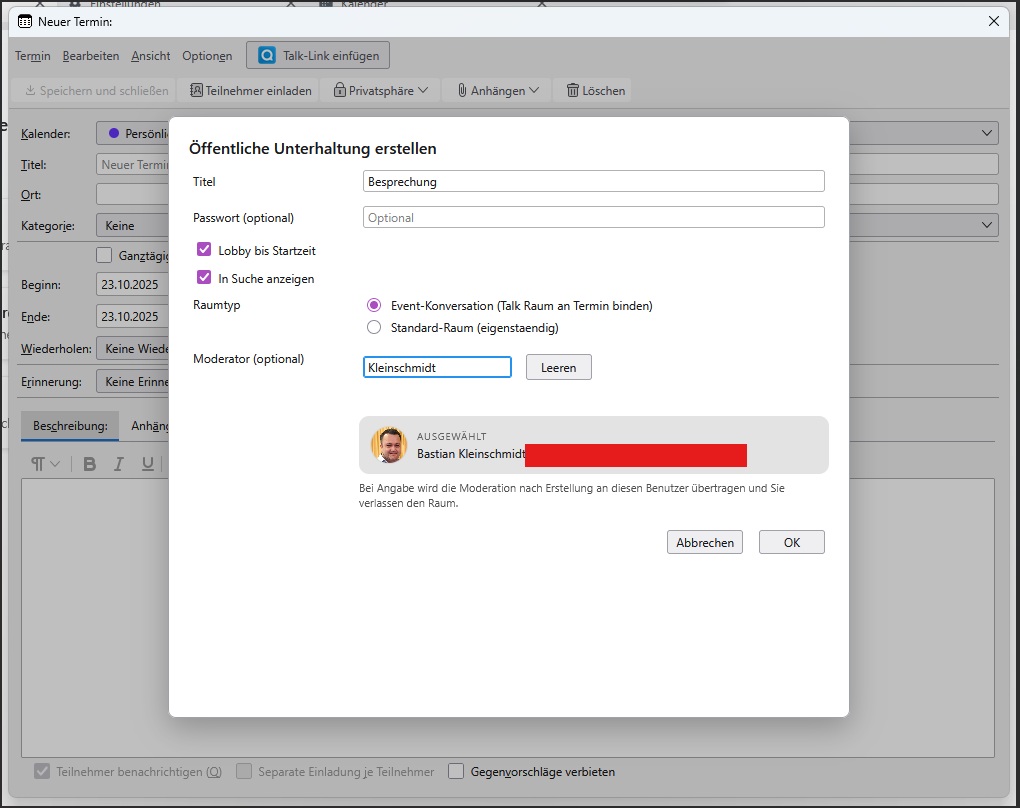 Einstellungen
Kalender
Neuer Termin:
Termin Bearbeiten Ansicht Optionen Talk-Link einfügen
Speichern und schließen Teilnehmer einladen Privatsphäre Anhängen Löschen
Kalender: Persönli
Titel: Neuer Termin
Ort:
Kategorie: Keine
Ganztägig
Beginn: 23.10.2025
Ende: 23.10.2025
Wiederholen: Keine Wiede
Erinnerung: Keine Erinne
Beschreibung: Anhäng
B I U
Öffentliche Unterhaltung erstellen
Titel Besprechung
Passwort (optional) Optional
Lobby bis Startzeit
In Suche anzeigen
Raumtyp Event-Konversation (Talk Raum an Termin binden)
Standard-Raum (eigenstaendig)
Moderator (optional) Kleinschmidt Leeren
AUSGEWÄHLT
Bastian Kleinschmidt
Bei Angabe wird die Moderation nach Erstellung an diesen Benutzer übertragen und Sie
verlassen den Raum.
Abbrechen OK
Teilnehmer benachrichtigen (Q) Separate Einladung je Teilnehmer Gegenvorschläge verbieten